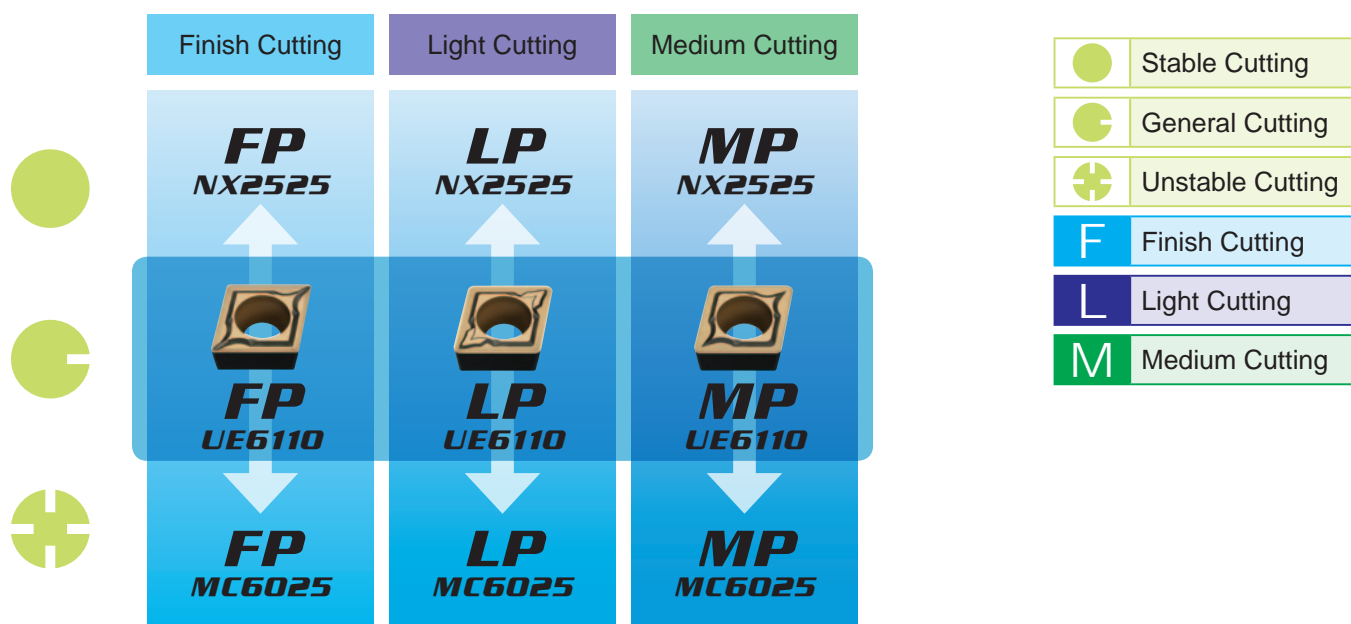 Finish Cutting
Light Cutting
Medium Cutting
FP
NX2525
LP
NX2525
MP
NX2525
FP
UE6110
LP
UE6110
MP
UE6110
FP
MC6025
LP
MC6025
MP
MC6025
Stable Cutting
General Cutting
Unstable Cutting
F Finish Cutting
L Light Cutting
M Medium Cutting